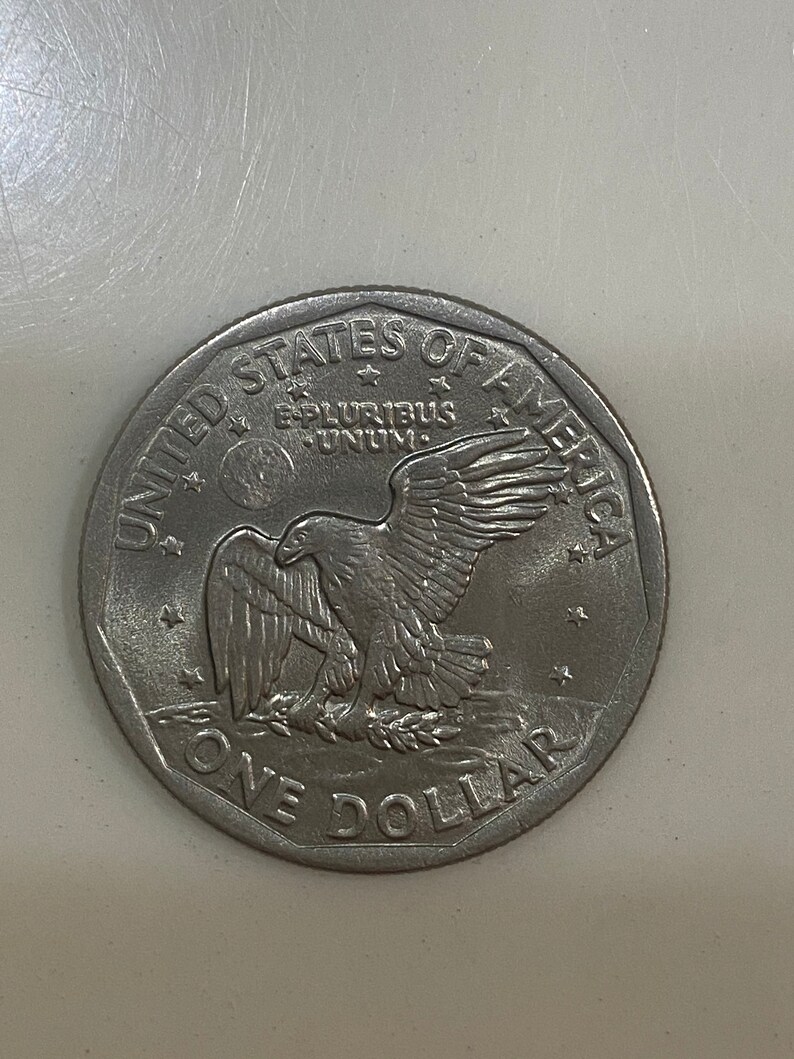 UNITED STATES OF AMERICA
E·PLURIBUS
·UNUM·
ONE DOLLAR